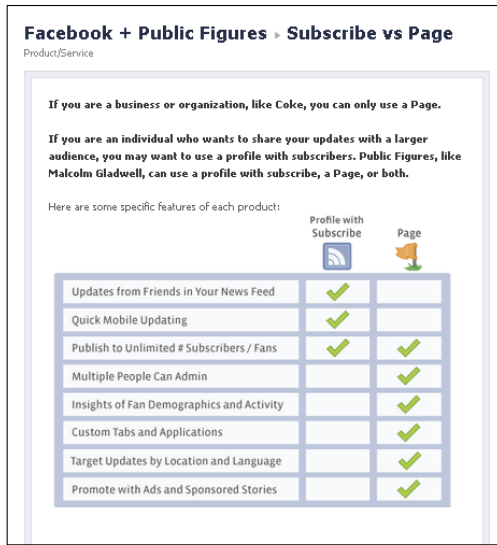 Facebook + Public Figures ▸ Subscribe vs Page
Product/Service
If you are a business or organization, like Coke, you can only use a Page.
If you are an individual who wants to share your updates with a larger
audience, you may want to use a profile with subscribers. Public Figures, like
Malcolm Gladwell, can use a profile with subscribe, a Page, or both.
Here are some specific features of each product:
Profile with
Subscribe
Page
Updates from Friends in Your News Feed
Quick Mobile Updating
Publish to Unlimited # Subscribers / Fans
Multiple People Can Admin
Insights of Fan Demographics and Activity
Custom Tabs and Applications
Target Updates by Location and Language
Promote with Ads and Sponsored Stories